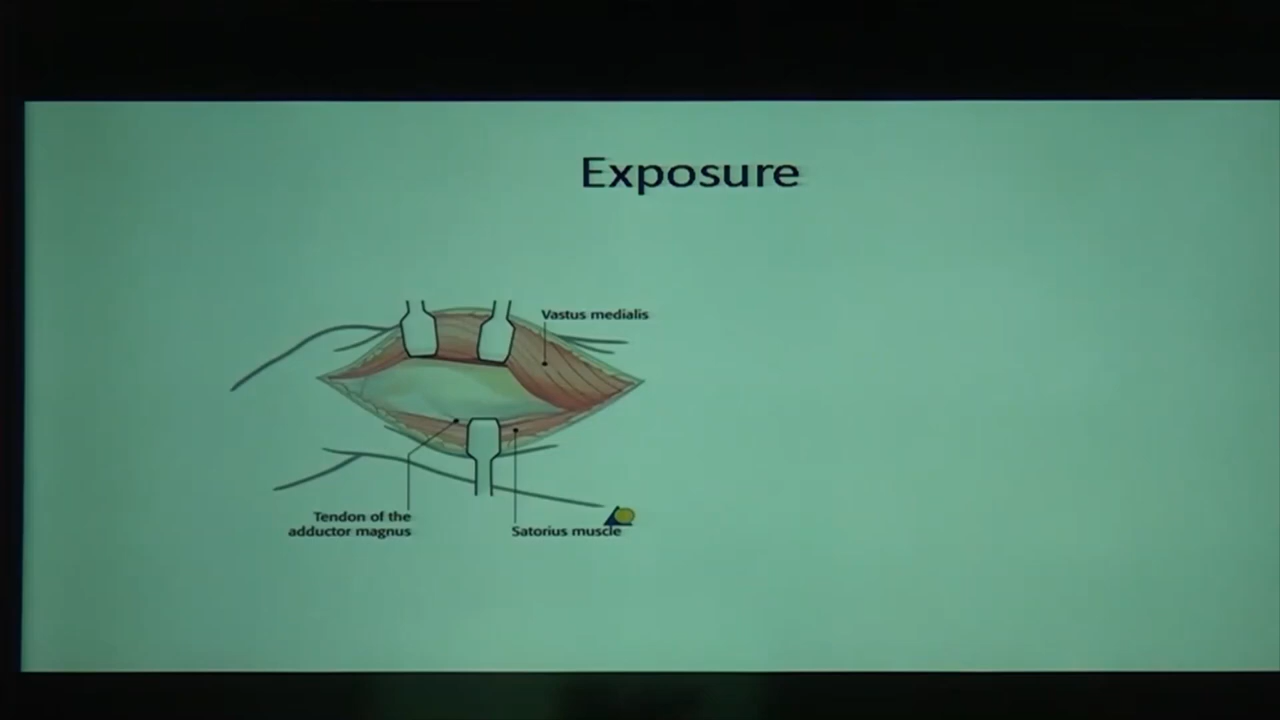 Exposure
Vastus medialis
Tendon of the
adductor magnus
Satorius muscle